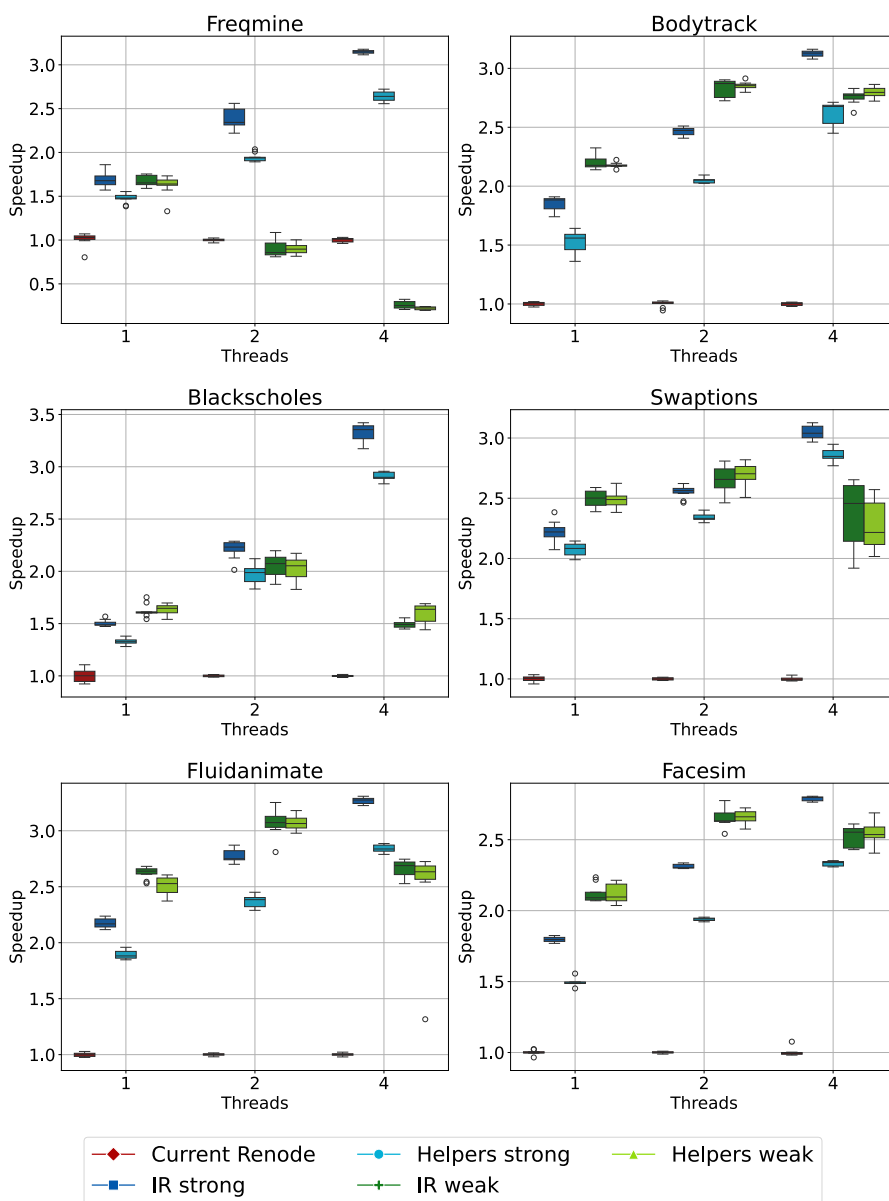 Freqmine
Speedup
3.0
2.5
2.0
1.5
1.0
0.5
1 2 4
Threads
Bodytrack
Speedup
3.0
2.5
2.0
1.5
1.0
1 2 4
Threads
Blackscholes
Speedup
3.5
3.0
2.5
2.0
1.5
1.0
1 2 4
Threads
Swaptions
Speedup
3.0
2.5
2.0
1.5
1.0
1 2 4
Threads
Fluidanimate
Speedup
3.0
2.5
2.0
1.5
1.0
1 2 4
Threads
Facesim
Speedup
2.5
2.0
1.5
1.0
1 2 4
Threads
Current Renode Helpers strong Helpers weak
IR strong IR weak